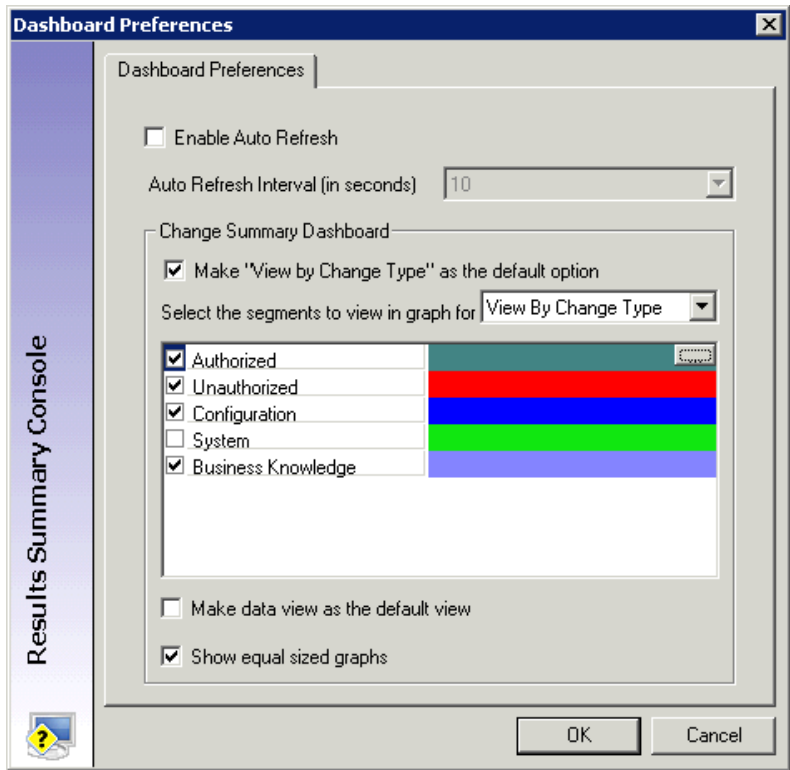 Dashboard Preferences
Dashboard Preferences
Enable Auto Refresh
Auto Refresh Interval (in seconds) 10
Change Summary Dashboard
Make "View by Change Type" as the default option
Select the segments to view in graph for View By Change Type
Authorized
Unauthorized
Configuration
System
Business Knowledge
Make data view as the default view
Show equal sized graphs
Results Summary Console
OK Cancel